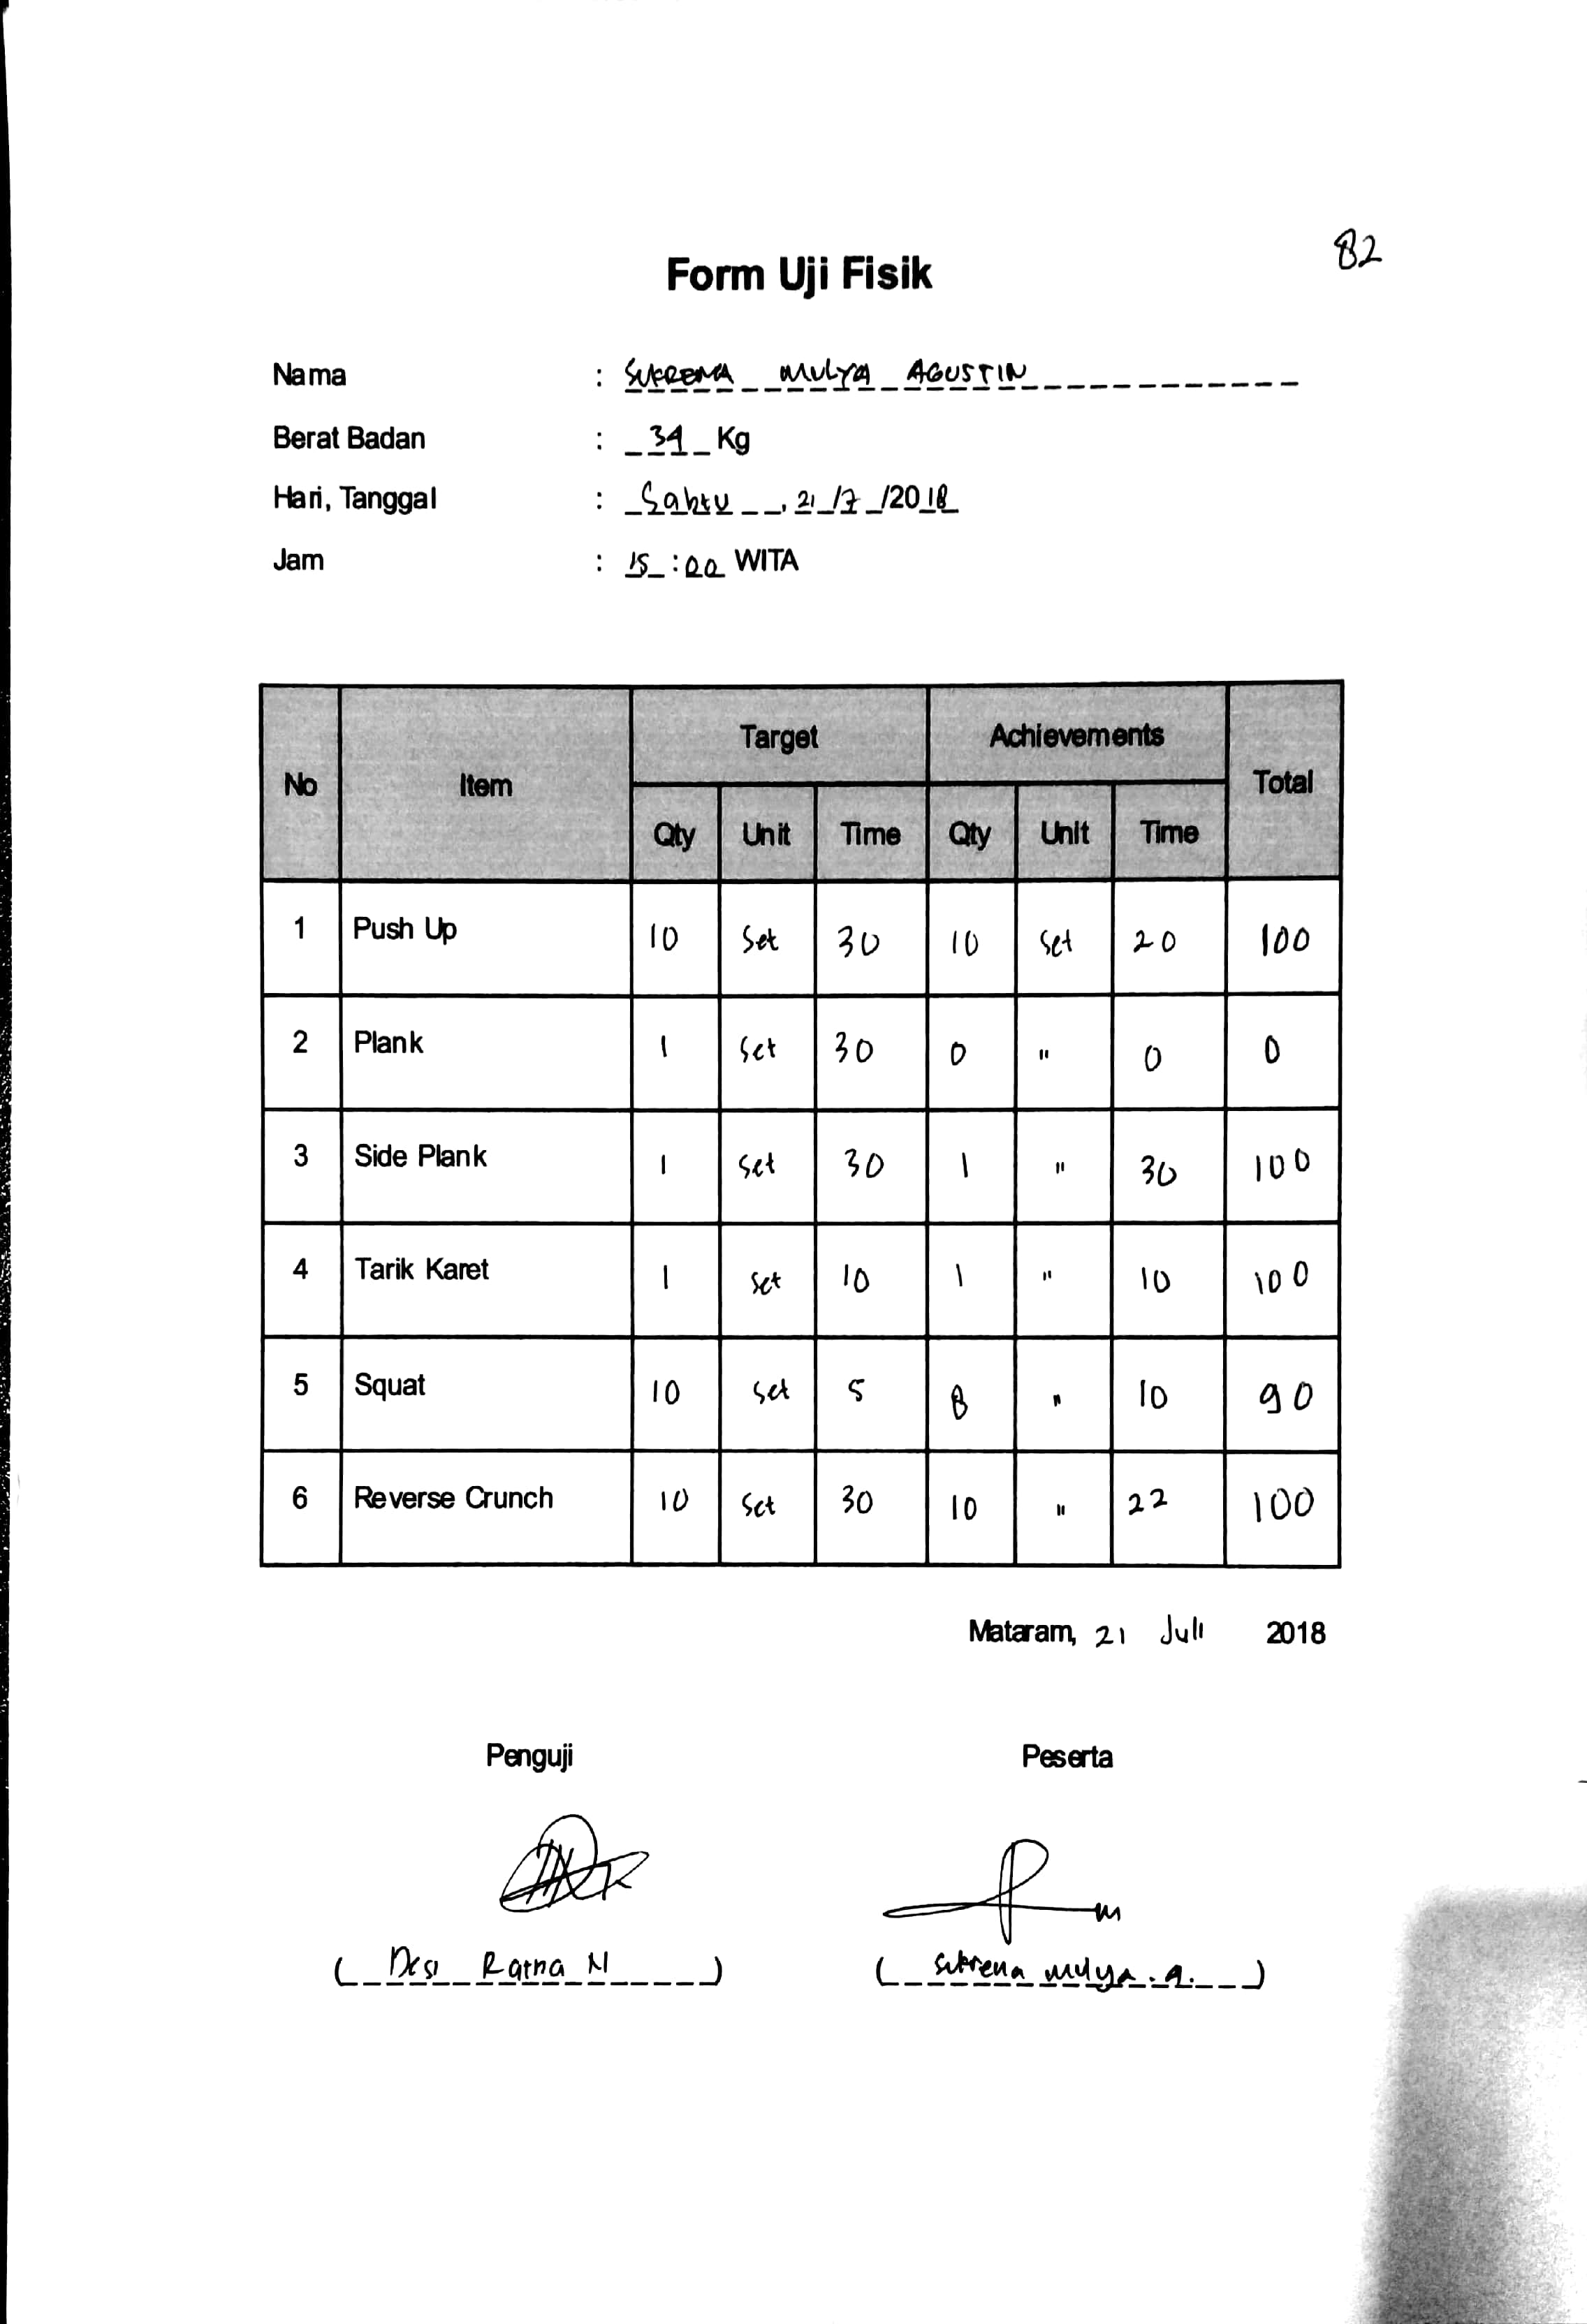 82
Form Uji Fisik
Nama : SUKRENA MULYA AGUSTIN
Berat Badan : 34 Kg
Hari, Tanggal : Sabtu, 21/7/2018
Jam : 15:00 WITA
No Item Target Achievements Total
Qty Unit Time Qty Unit Time
1 Push Up 10 Set 30 10 Set 20 100
2 Plank 1 Set 30 0 " 0 0
3 Side Plank 1 Set 30 1 " 30 100
4 Tarik Karet 1 Set 10 1 " 10 100
5 Squat 10 Set 5 8 " 10 90
6 Reverse Crunch 10 Set 30 10 " 22 100
Mataram, 21 Juli 2018
Penguji Peserta
( Desi Ratna N ) ( Sukrena mulya . A. )